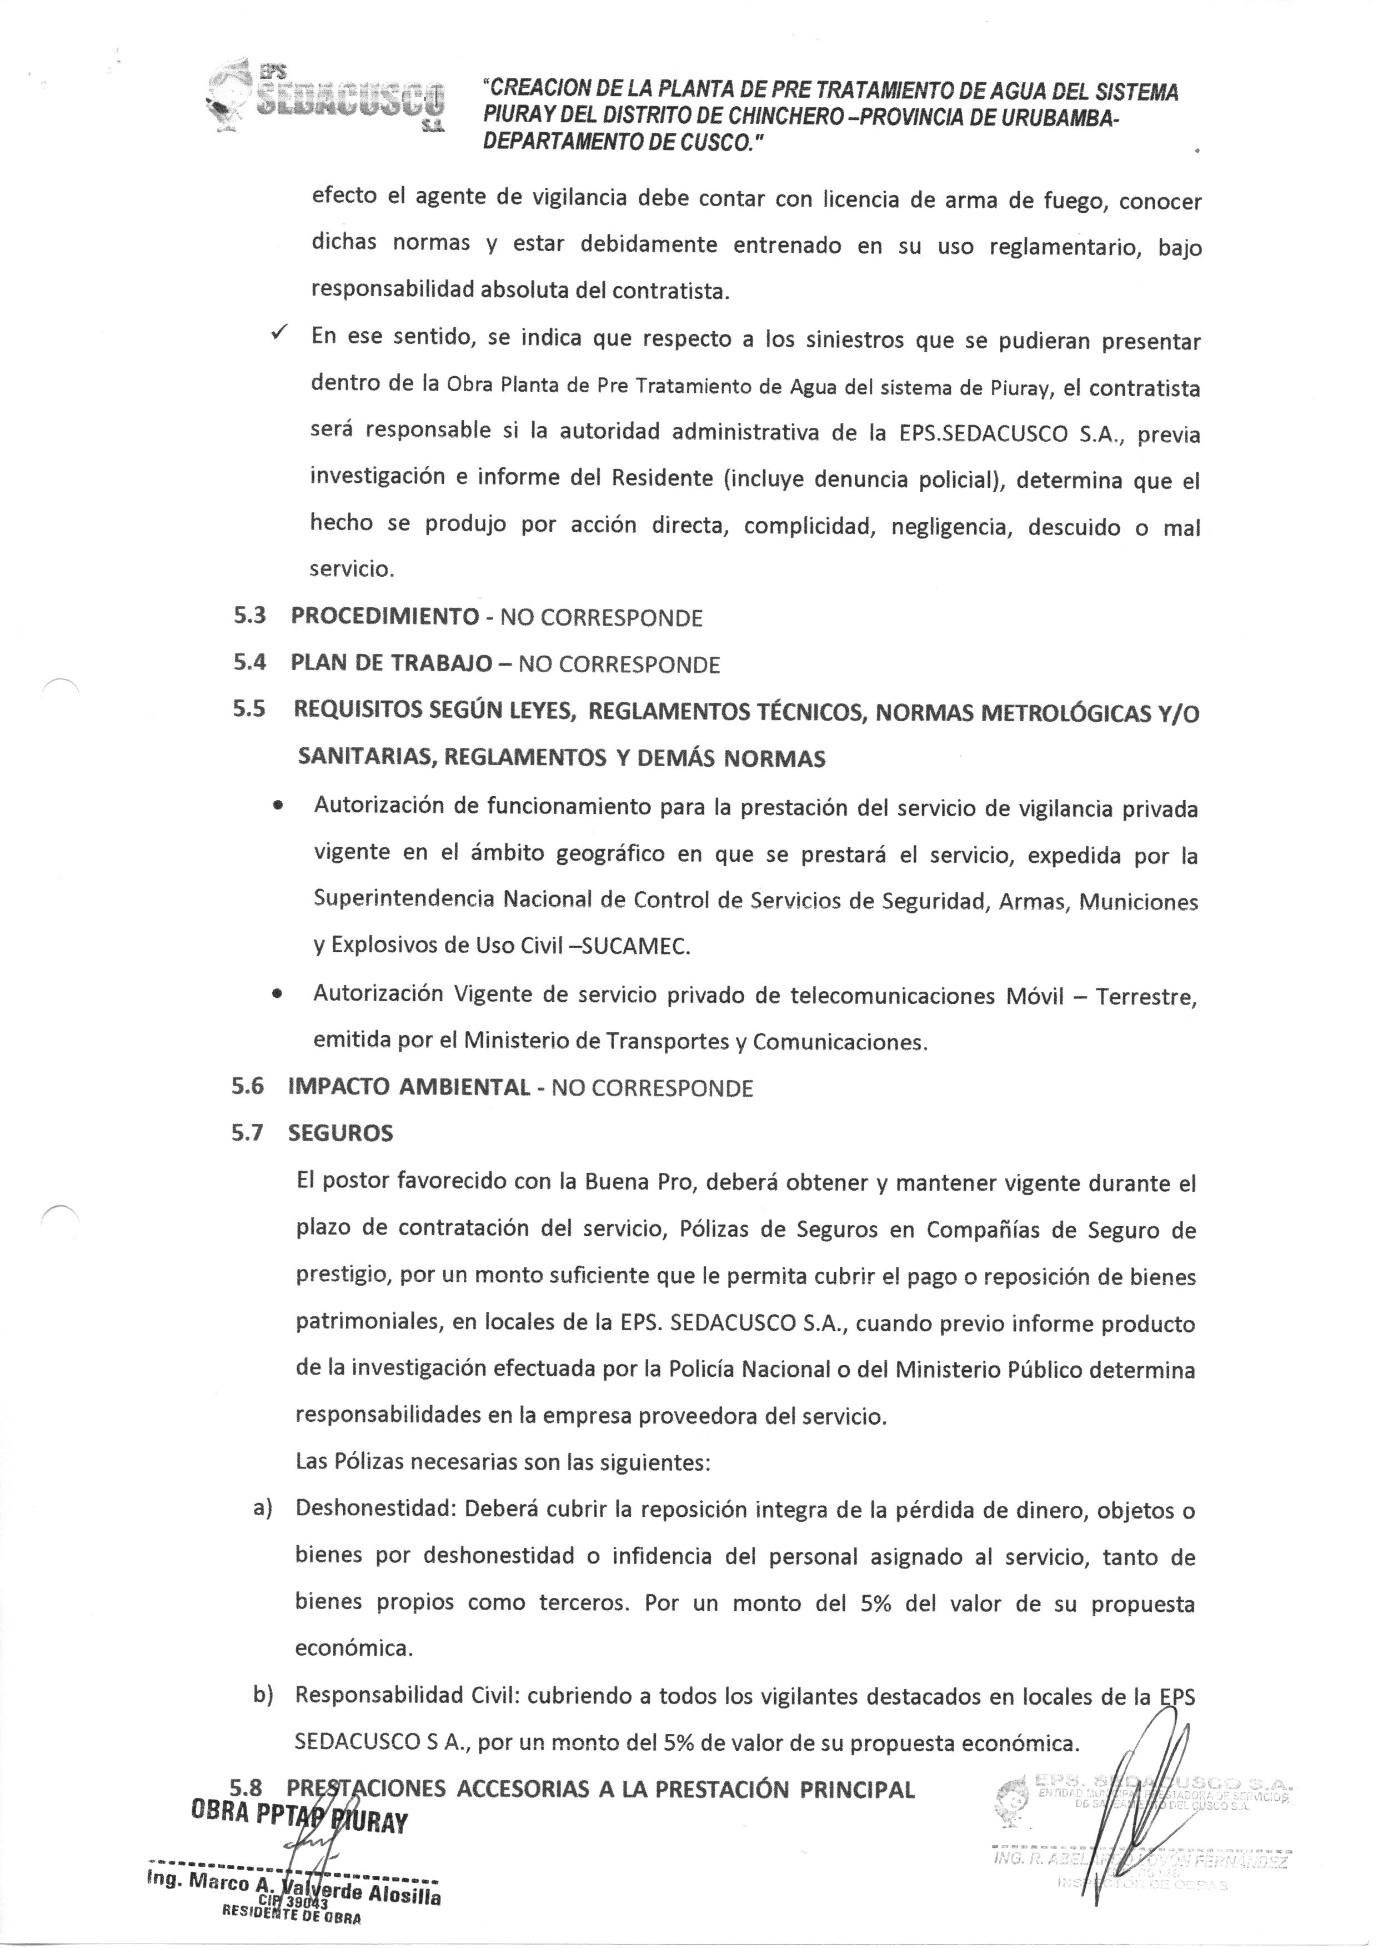 EPS
SEDACUSCO
S.A.
"CREACION DE LA PLANTA DE PRE TRATAMIENTO DE AGUA DEL SISTEMA
PIURAY DEL DISTRITO DE CHINCHERO –PROVINCIA DE URUBAMBA-
DEPARTAMENTO DE CUSCO."
efecto el agente de vigilancia debe contar con licencia de arma de fuego, conocer
dichas normas y estar debidamente entrenado en su uso reglamentario, bajo
responsabilidad absoluta del contratista.
✓ En ese sentido, se indica que respecto a los siniestros que se pudieran presentar
dentro de la Obra Planta de Pre Tratamiento de Agua del sistema de Piuray, el contratista
será responsable si la autoridad administrativa de la EPS.SEDACUSCO S.A., previa
investigación e informe del Residente (incluye denuncia policial), determina que el
hecho se produjo por acción directa, complicidad, negligencia, descuido o mal
servicio.
5.3 PROCEDIMIENTO - NO CORRESPONDE
5.4 PLAN DE TRABAJO – NO CORRESPONDE
5.5 REQUISITOS SEGÚN LEYES, REGLAMENTOS TÉCNICOS, NORMAS METROLÓGICAS Y/O
SANITARIAS, REGLAMENTOS Y DEMÁS NORMAS
• Autorización de funcionamiento para la prestación del servicio de vigilancia privada
vigente en el ámbito geográfico en que se prestará el servicio, expedida por la
Superintendencia Nacional de Control de Servicios de Seguridad, Armas, Municiones
y Explosivos de Uso Civil –SUCAMEC.
• Autorización Vigente de servicio privado de telecomunicaciones Móvil – Terrestre,
emitida por el Ministerio de Transportes y Comunicaciones.
5.6 IMPACTO AMBIENTAL - NO CORRESPONDE
5.7 SEGUROS
El postor favorecido con la Buena Pro, deberá obtener y mantener vigente durante el
plazo de contratación del servicio, Pólizas de Seguros en Compañías de Seguro de
prestigio, por un monto suficiente que le permita cubrir el pago o reposición de bienes
patrimoniales, en locales de la EPS. SEDACUSCO S.A., cuando previo informe producto
de la investigación efectuada por la Policía Nacional o del Ministerio Público determina
responsabilidades en la empresa proveedora del servicio.
Las Pólizas necesarias son las siguientes:
a) Deshonestidad: Deberá cubrir la reposición integra de la pérdida de dinero, objetos o
bienes por deshonestidad o infidencia del personal asignado al servicio, tanto de
bienes propios como terceros. Por un monto del 5% del valor de su propuesta
económica.
b) Responsabilidad Civil: cubriendo a todos los vigilantes destacados en locales de la EPS
SEDACUSCO S A., por un monto del 5% de valor de su propuesta económica.
5.8 PRESTACIONES ACCESORIAS A LA PRESTACIÓN PRINCIPAL
OBRA PPTAP PIURAY
Ing. Marco A. Valverde Alosilla
CIP 39043
RESIDENTE DE OBRA
EPS. SEDACUSCO S.A.
ENTIDAD MUNICIPAL PRESTADORA DE SERVICIOS
DE SANEAMIENTO DEL CUSCO S.A.
ING. R. FERNANDEZ
INSPECTOR DE OBRAS